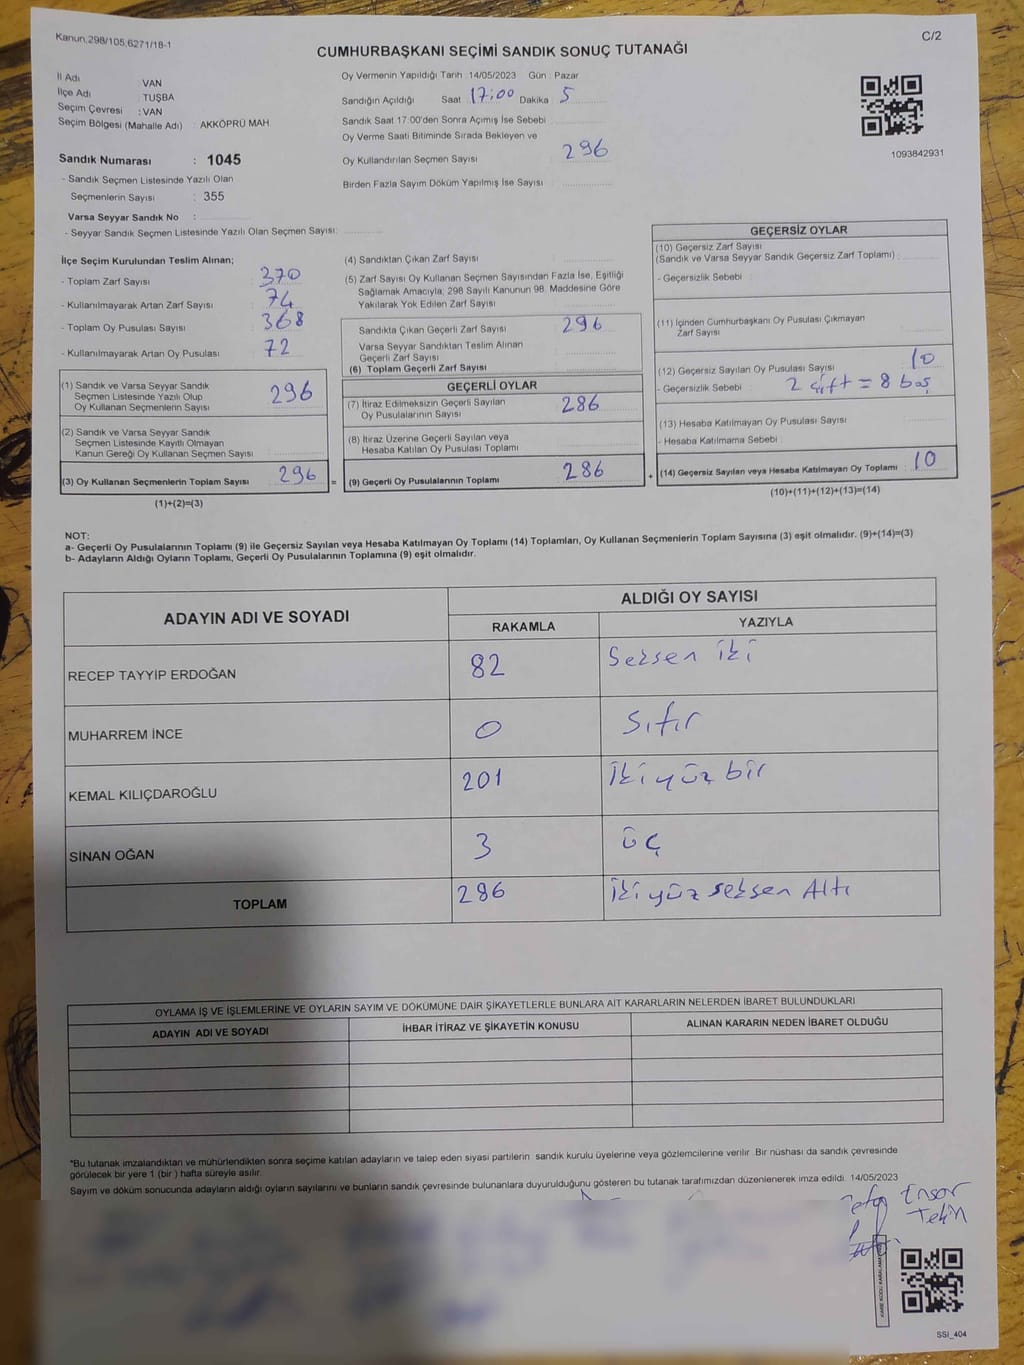 Kanun,298/105,6271/18-1
C/2
CUMHURBAŞKANI SEÇİMİ SANDIK SONUÇ TUTANAĞI
İl Adı VAN
İlçe Adı : TUŞBA
Seçim Çevresi : VAN
Seçim Bölgesi (Mahalle Adı) : AKKÖPRÜ MAH
Sandık Numarası : 1045
- Sandık Seçmen Listesinde Yazılı Olan
Seçmenlerin Sayısı : 355
Varsa Seyyar Sandık No :
- Seyyar Sandık Seçmen Listesinde Yazılı Olan Seçmen Sayısı:
Oy Vermenin Yapıldığı Tarih :14/05/2023 Gün : Pazar
Sandığın Açıldığı Saat 17:00 Dakika 5
Sandık Saat 17:00'den Sonra Açımış İse Sebebi
Oy Verme Saati Bitiminde Sırada Bekleyen ve
Oy Kullandırılan Seçmen Sayısı 296
Birden Fazla Sayım Döküm Yapılmış İse Sayısı
1093842931
İlçe Seçim Kurulundan Teslim Alınan;
- Toplam Zarf Sayısı 370
- Kullanılmayarak Artan Zarf Sayısı 74
- Toplam Oy Pusulası Sayısı 368
- Kullanılmayarak Artan Oy Pusulası 72
(1) Sandık ve Varsa Seyyar Sandık
Seçmen Listesinde Yazılı Olup
Oy Kullanan Seçmenlerin Sayısı 296
(2) Sandık ve Varsa Seyyar Sandık
Seçmen Listesinde Kayıtlı Olmayan
Kanun Gereği Oy Kullanan Seçmen Sayısı
(3) Oy Kullanan Seçmenlerin Toplam Sayısı 296 =
(1)+(2)=(3)
(4) Sandıktan Çıkan Zarf Sayısı
(5) Zarf Sayısı Oy Kullanan Seçmen Sayısından Fazla İse, Eşitliği
Sağlamak Amacıyla; 298 Sayılı Kanunun 98. Maddesine Göre
Yakılarak Yok Edilen Zarf Sayısı
Sandıkta Çıkan Geçerli Zarf Sayısı 296
Varsa Seyyar Sandıktan Teslim Alınan
Geçerli Zarf Sayısı
(6) Toplam Geçerli Zarf Sayısı
GEÇERLİ OYLAR
(7) İtiraz Edilmeksizin Geçerli Sayılan
Oy Pusulalarının Sayısı 286
(8) İtiraz Üzerine Geçerli Sayılan veya
Hesaba Katılan Oy Pusulası Toplamı
(9) Geçerli Oy Pusulalarının Toplamı 286 +
GEÇERSİZ OYLAR
(10) Geçersiz Zarf Sayısı
(Sandık ve Varsa Seyyar Sandık Geçersiz Zarf Toplamı) :
- Geçersizlik Sebebi :
(11) İçinden Cumhurbaşkanı Oy Pusulası Çıkmayan
Zarf Sayısı
(12) Geçersiz Sayılan Oy Pusulası Sayısı 10
- Geçersizlik Sebebi : 2 çift = 8 boş
(13) Hesaba Katılmayan Oy Pusulası Sayısı
- Hesaba Katılmama Sebebi
(14) Geçersiz Sayılan veya Hesaba Katılmayan Oy Toplamı : 10
(10)+(11)+(12)+(13)=(14)
NOT:
a- Geçerli Oy Pusulalarının Toplamı (9) ile Geçersiz Sayılan veya Hesaba Katılmayan Oy Toplamı (14) Toplamları, Oy Kullanan Seçmenlerin Toplam Sayısına (3) eşit olmalıdır. (9)+(14)=(3)
b- Adayların Aldığı Oyların Toplamı, Geçerli Oy Pusulalarının Toplamına (9) eşit olmalıdır.
ADAYIN ADI VE SOYADI
ALDIĞI OY SAYISI
RAKAMLA YAZIYLA
RECEP TAYYİP ERDOĞAN 82 Seksen iki
MUHARREM İNCE 0 Sıfır
KEMAL KILIÇDAROĞLU 201 İki yüz bir
SİNAN OĞAN 3 üç
TOPLAM 286 İki yüz seksen Altı
OYLAMA İŞ VE İŞLEMLERİNE VE OYLARIN SAYIM VE DÖKÜMÜNE DAİR ŞİKAYETLERLE BUNLARA AİT KARARLARIN NELERDEN İBARET BULUNDUKLARI
ADAYIN ADI VE SOYADI İHBAR İTİRAZ VE ŞİKAYETİN KONUSU ALINAN KARARIN NEDEN İBARET OLDUĞU
*Bu tutanak imzalandıktan ve mühürlendikten sonra seçime katılan adayların ve talep eden siyasi partilerin sandık kurulu üyelerine veya gözlemcilerine verilir. Bir nüshası da sandık çevresinde
görülecek bir yere 1 (bir ) hafta süreyle asılır.
Sayım ve döküm sonucunda adayların aldığı oyların sayılarını ve bunların sandık çevresinde bulunanlara duyurulduğunu gösteren bu tutanak tarafımızdan düzenlenerek imza edildi. 14/05/2023
Ensar
Tekin
SSİ_404